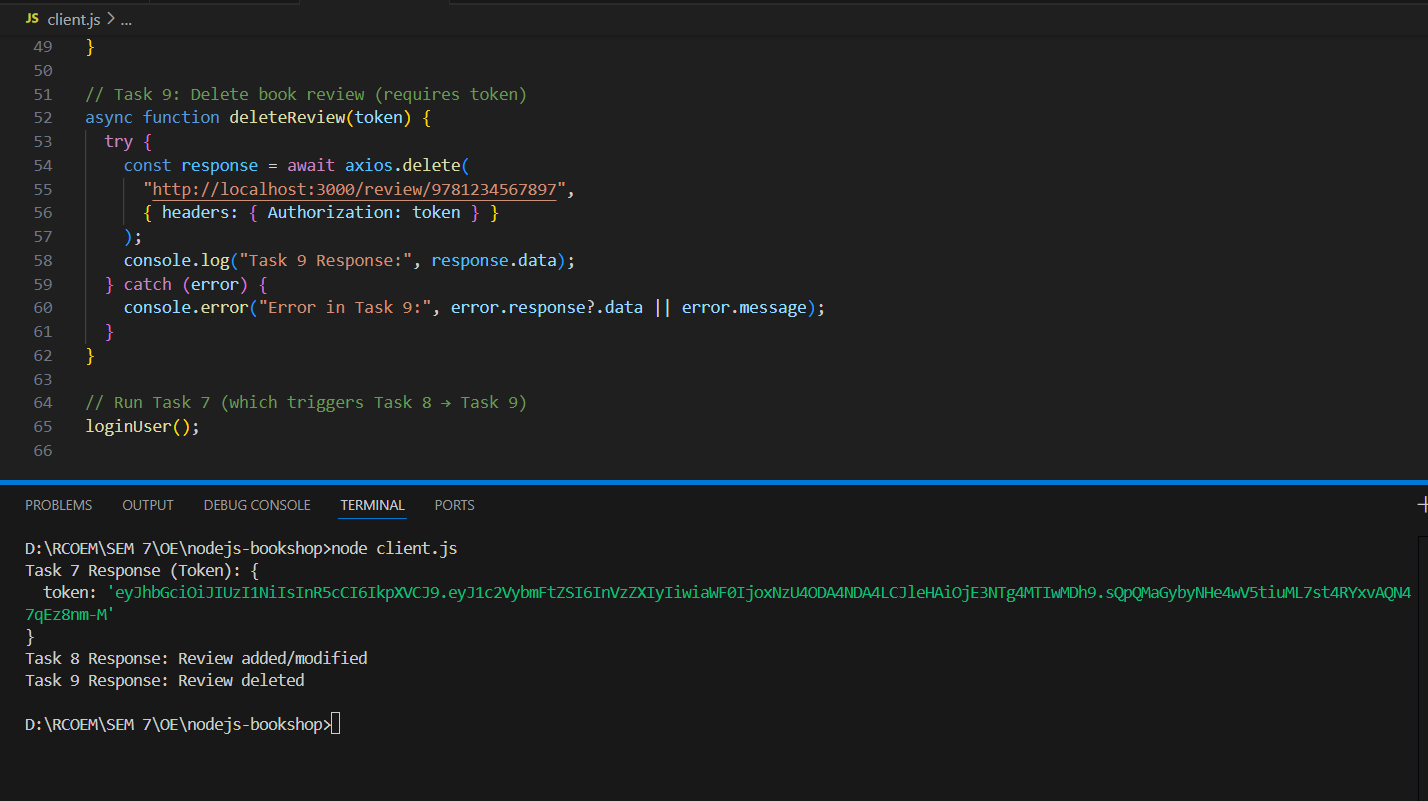 JS client.js > ...
49 }
50
51 // Task 9: Delete book review (requires token)
52 async function deleteReview(token) {
53 try {
54 const response = await axios.delete(
55 "http://localhost:3000/review/9781234567897",
56 { headers: { Authorization: token } }
57 );
58 console.log("Task 9 Response:", response.data);
59 } catch (error) {
60 console.error("Error in Task 9:", error.response?.data || error.message);
61 }
62 }
63
64 // Run Task 7 (which triggers Task 8 → Task 9)
65 loginUser();
66
PROBLEMS OUTPUT DEBUG CONSOLE TERMINAL PORTS
D:\RCOEM\SEM 7\OE\nodejs-bookshop>node client.js
Task 7 Response (Token): {
token: 'eyJhbGciOiJIUzI1NiIsInR5cCI6IkpXVCJ9.eyJ1c2VybmFtZSI6InVzZXIyIiwiaWF0IjoxNzU4ODA4NDA4LCJleHAiOjE3NTg4MTIwMDh9.sQpQMaGybyNHe4wV5tiuML7st4RYxvAQN4
7qEz8nm-M'
}
Task 8 Response: Review added/modified
Task 9 Response: Review deleted
D:\RCOEM\SEM 7\OE\nodejs-bookshop>